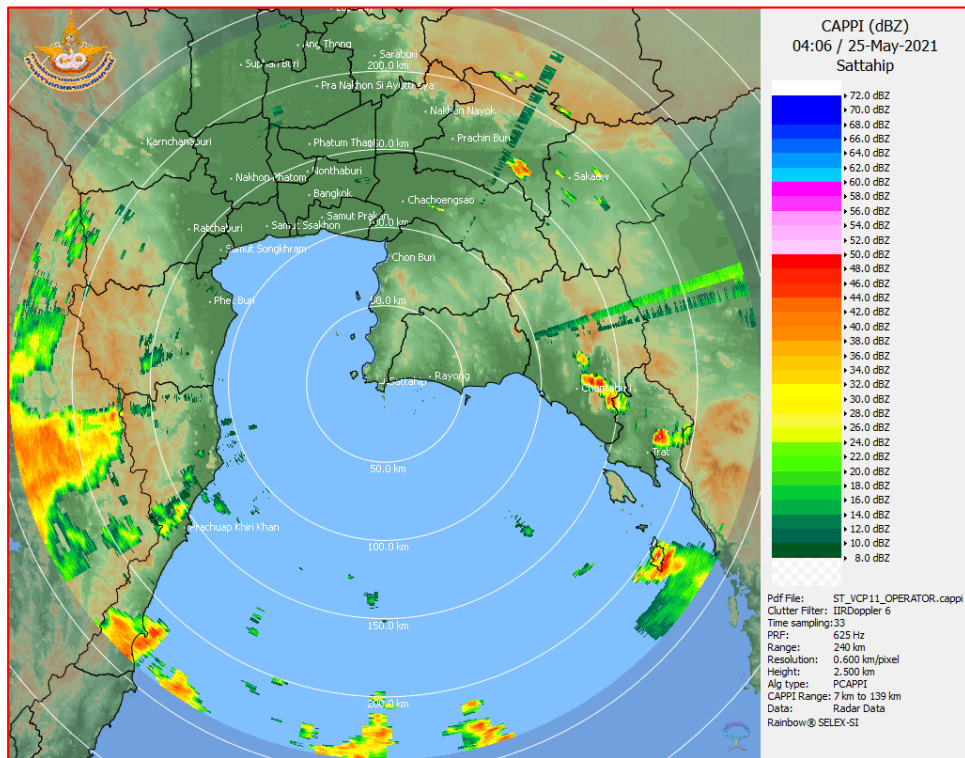 CAPPI (dBZ)
04:06 / 25-May-2021
Sattahip
72.0 dBZ
70.0 dBZ
68.0 dBZ
66.0 dBZ
64.0 dBZ
62.0 dBZ
60.0 dBZ
58.0 dBZ
56.0 dBZ
54.0 dBZ
52.0 dBZ
50.0 dBZ
48.0 dBZ
46.0 dBZ
44.0 dBZ
42.0 dBZ
40.0 dBZ
38.0 dBZ
36.0 dBZ
34.0 dBZ
32.0 dBZ
30.0 dBZ
28.0 dBZ
26.0 dBZ
24.0 dBZ
22.0 dBZ
20.0 dBZ
18.0 dBZ
16.0 dBZ
14.0 dBZ
12.0 dBZ
10.0 dBZ
8.0 dBZ
Pdf File: ST_VCP11_OPERATOR.cappi
Clutter Filter: IIRDoppler 6
Time sampling:33
PRF: 625 Hz
Range: 240 km
Resolution: 0.600 km/pixel
Height: 2.500 km
Alg type: PCAPPI
CAPPI Range: 7 km to 139 km
Data: Radar Data
Rainbow® SELEX-SI
Ang Thong
Saraburi
Suphan Buri
200.0 km
Pra Nakhon Si Ayutthaya
Nakhon Nayok
Prachin Buri
Karnchanaburi
Phatum Thani
Nonthaburi
Nakhon Phatom
Sakaew
Bangkok
Chachoengsao
Samut Prakan
Ratchaburi
Samut Ssakhon
100.0 km
Samut Songkhram
Chon Buri
Phet Buri
50.0 km
Rayong
Sattahip
Chantaburi
Trat
50.0 km
Prachuap Khiri Khan
100.0 km
150.0 km
200.0 km